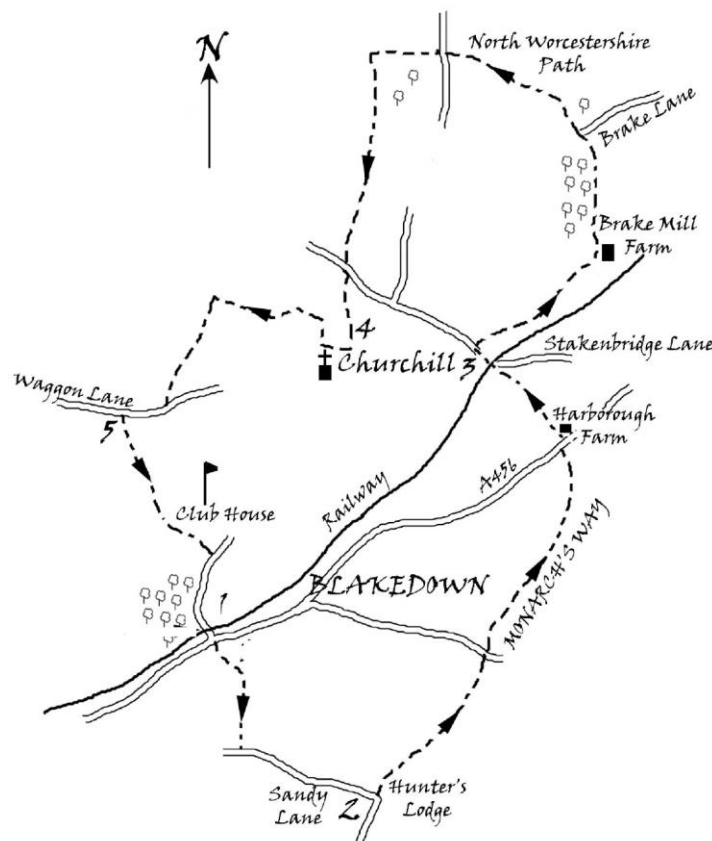 N
North Worcestershire
Path
Brake Lane
Brake Mill
Farm
4
Churchill
3
Stakenbridge Lane
Waggon Lane
5
Harborough
Farm
A456
Railway
Club House
MONARCH'S WAY
BLAKEDOWN
1
Sandy
Lane
2
Hunter's
Lodge